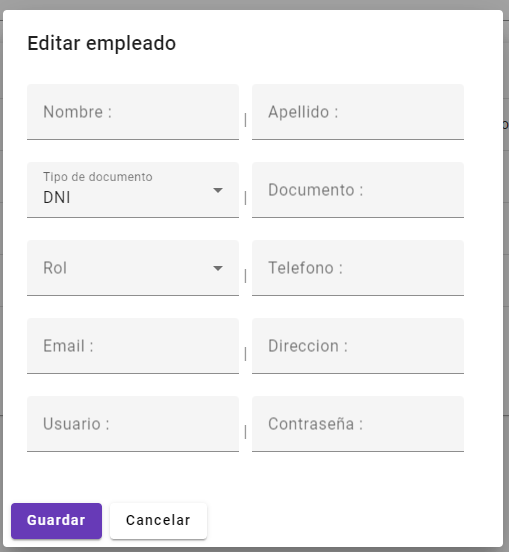 Editar empleado
Nombre : | Apellido :
Tipo de documento
DNI | Documento :
Rol | Telefono :
Email : | Direccion :
Usuario : | Contraseña :
Guardar Cancelar